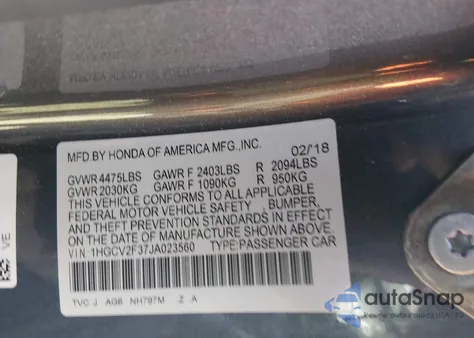 MFD.BY HONDA OF AMERICA MFG.,INC. 02/'18
GVWR 4475LBS GAWR F 2403LBS R 2094LBS
GVWR 2030KG GAWR F 1090KG R 950KG
THIS VEHICLE CONFORMS TO ALL APPLICABLE
FEDERAL MOTOR VEHICLE SAFETY , BUMPER,
AND THEFT PREVENTION STANDARDS IN EFFECT
ON THE DATE OF MANUFACTURE SHOWN ABOVE.
V I N : 1HGCV2F37JA023560 TYPE:PASSENGER CAR
TVC J AG6 NH797M - Z A
VE
autoSnap